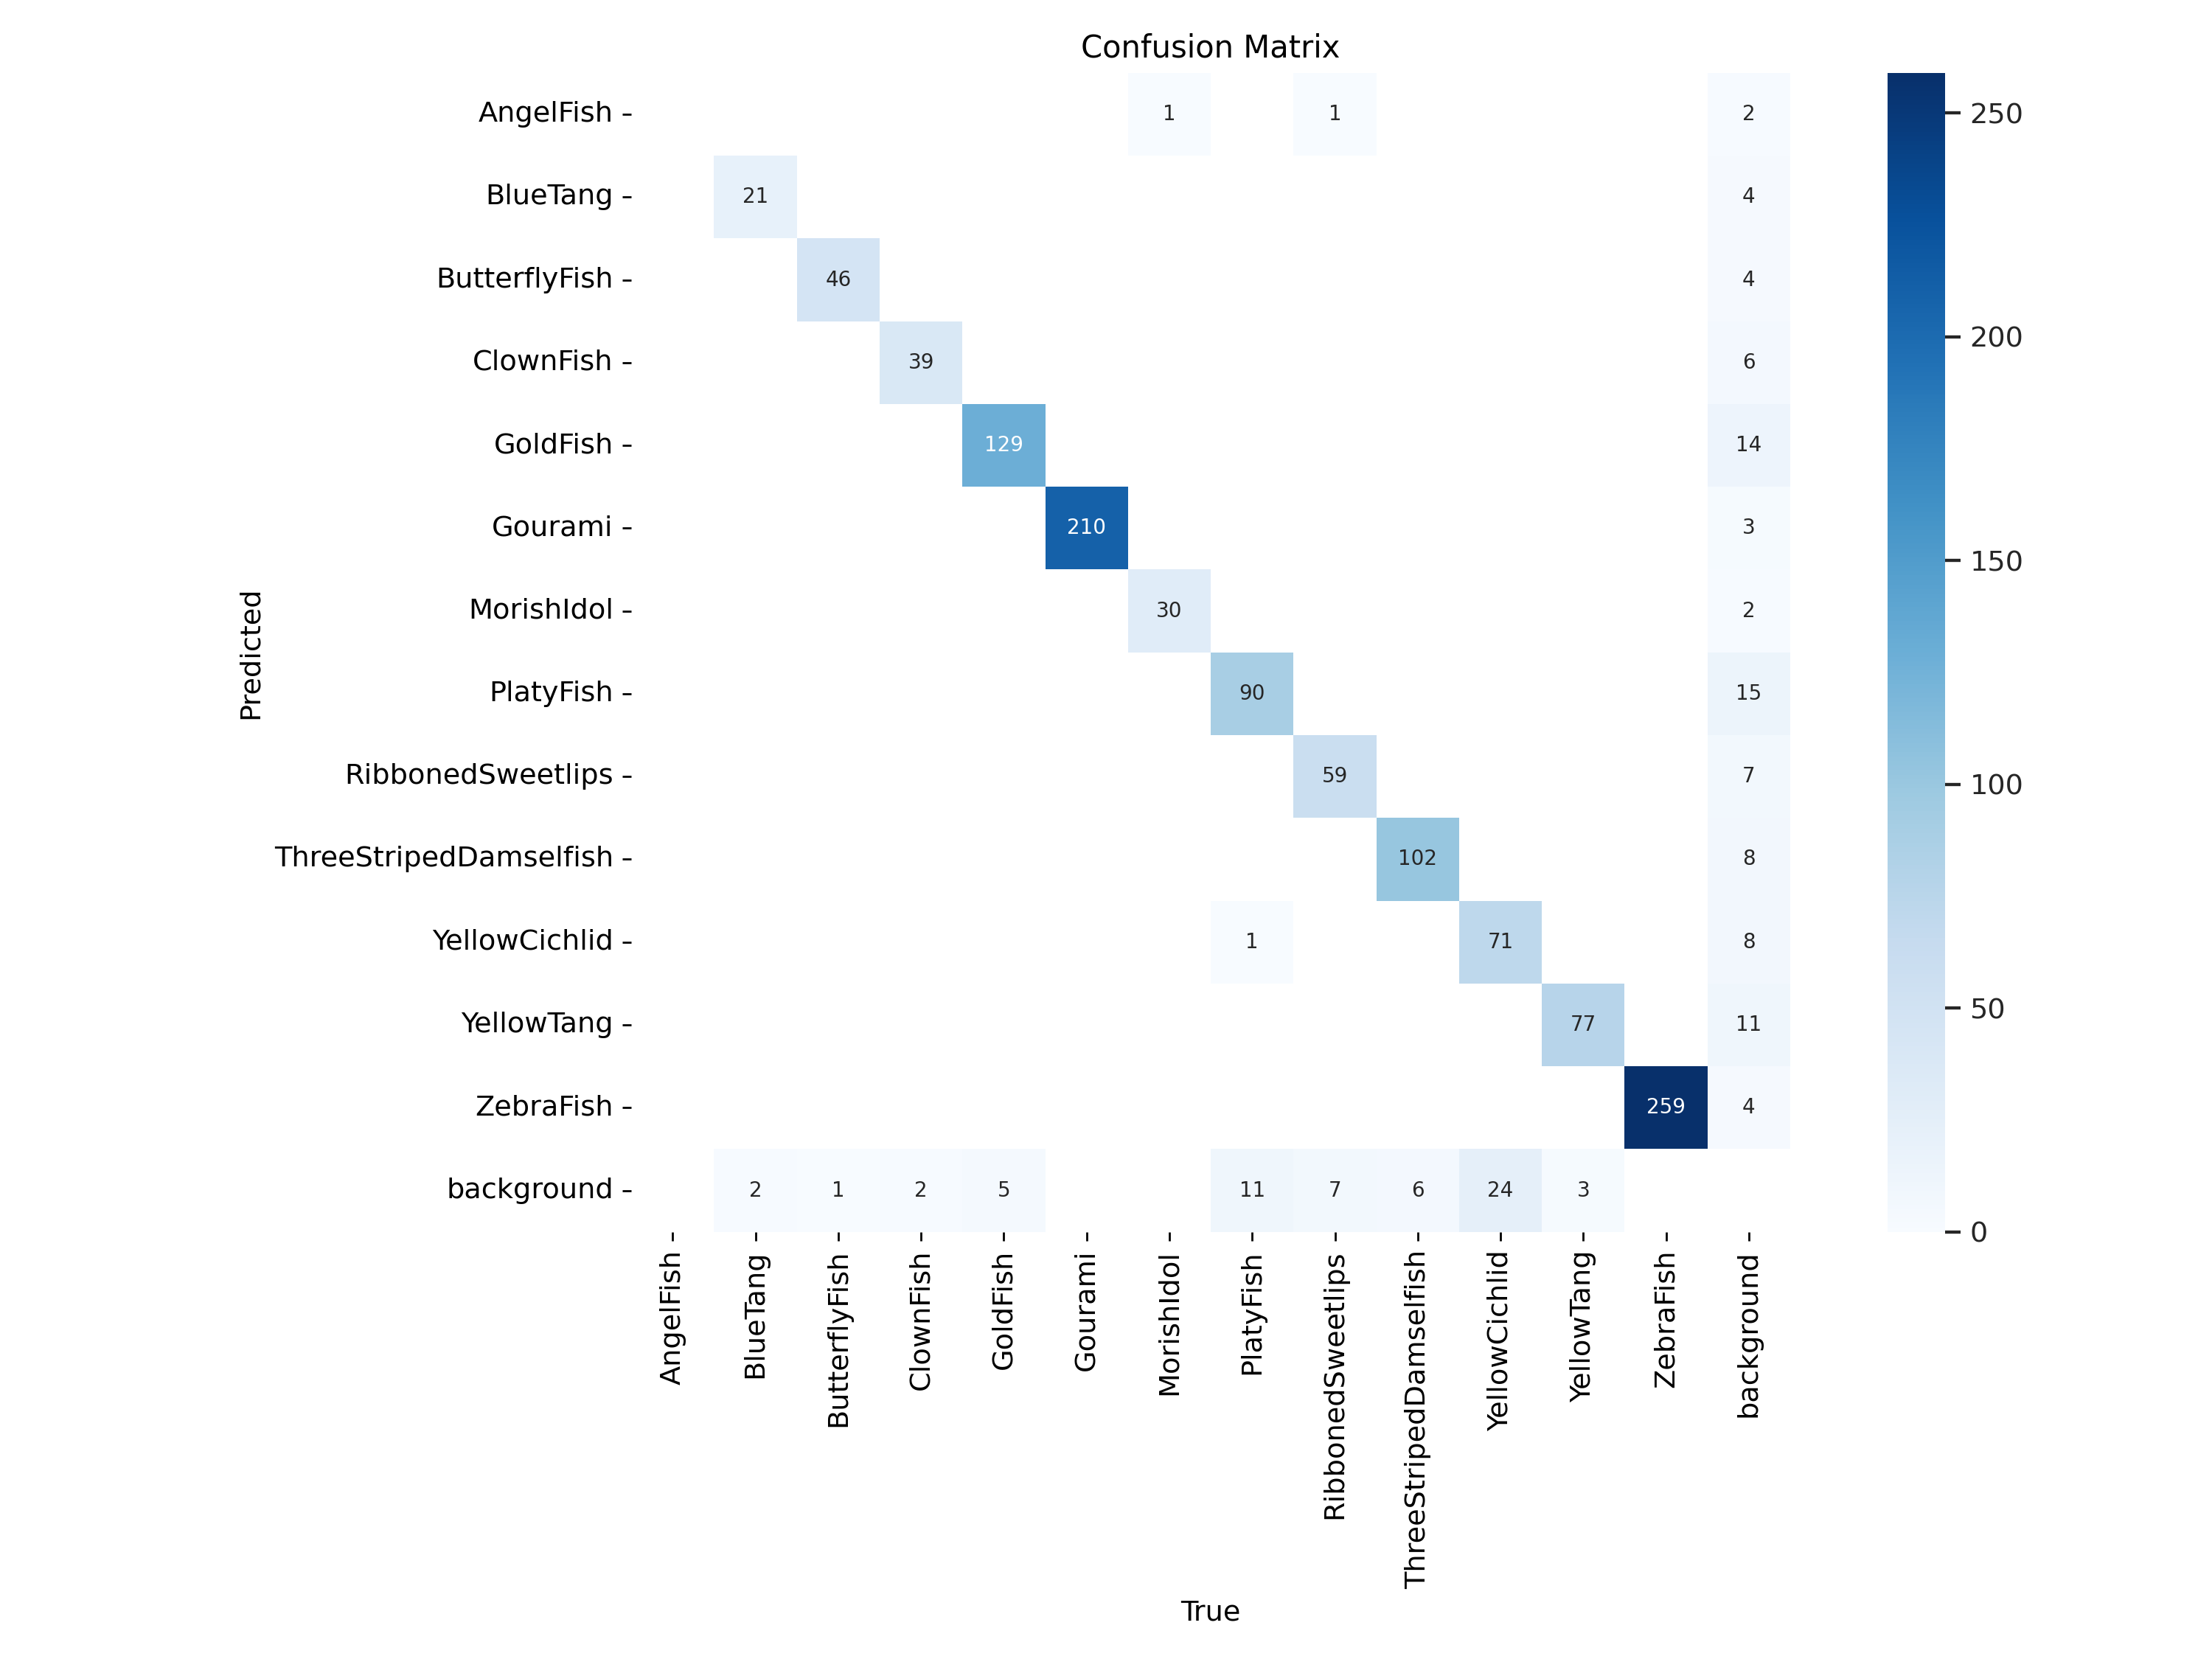 Confusion Matrix
AngelFish 1 1 2
BlueTang 21 4
ButterflyFish 46 4
ClownFish 39 6
GoldFish 129 14
Gourami 210 3
MorishIdol 30 2
PlatyFish 90 15
RibbonedSweetlips 59 7
ThreeStripedDamselfish 102 8
YellowCichlid 1 71 8
YellowTang 77 11
ZebraFish 259 4
background 2 1 2 5 11 7 6 24 3
Predicted
AngelFish
BlueTang
ButterflyFish
ClownFish
GoldFish
Gourami
MorishIdol
PlatyFish
RibbonedSweetlips
ThreeStripedDamselfish
YellowCichlid
YellowTang
ZebraFish
background
True
250
200
150
100
50
0